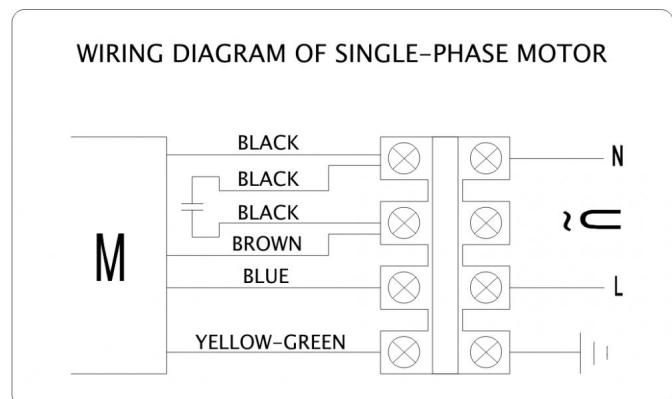 WIRING DIAGRAM OF SINGLE-PHASE MOTOR
BLACK
N
BLACK
BLACK
~U
BROWN
M
BLUE
L
YELLOW-GREEN